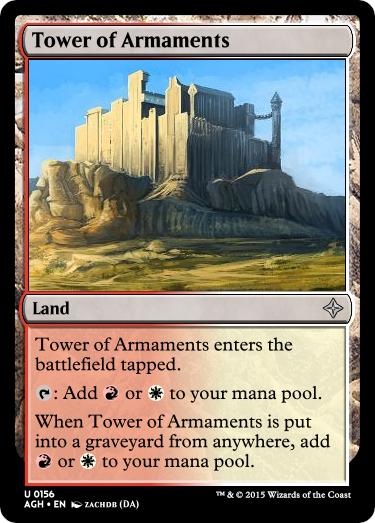 Tower of Armaments
Land
Tower of Armaments enters the
battlefield tapped.
: Add or to your mana pool.
When Tower of Armaments is put
into a graveyard from anywhere, add
or to your mana pool.
U 0156
AGH • EN ZACHDB (DA)
™ & © 2015 Wizards of the Coast